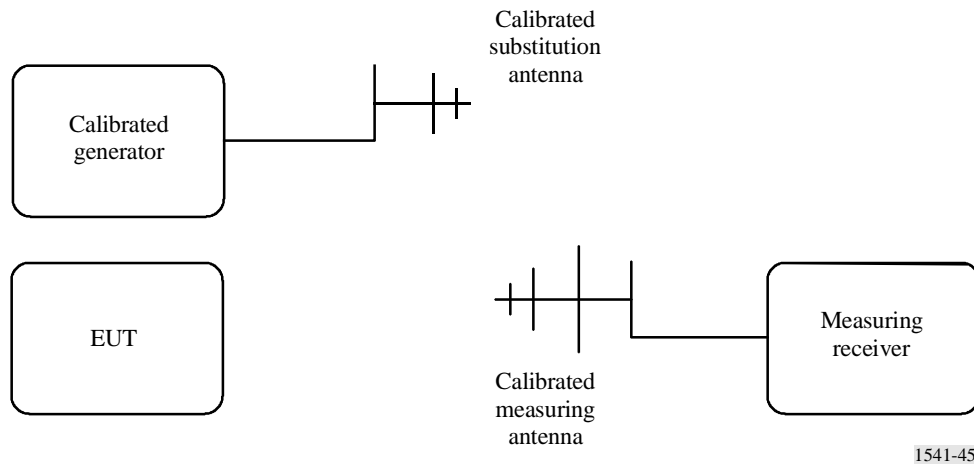 Calibrated
substitution
antenna
Calibrated
generator
EUT
Measuring
receiver
Calibrated
measuring
antenna
1541-45